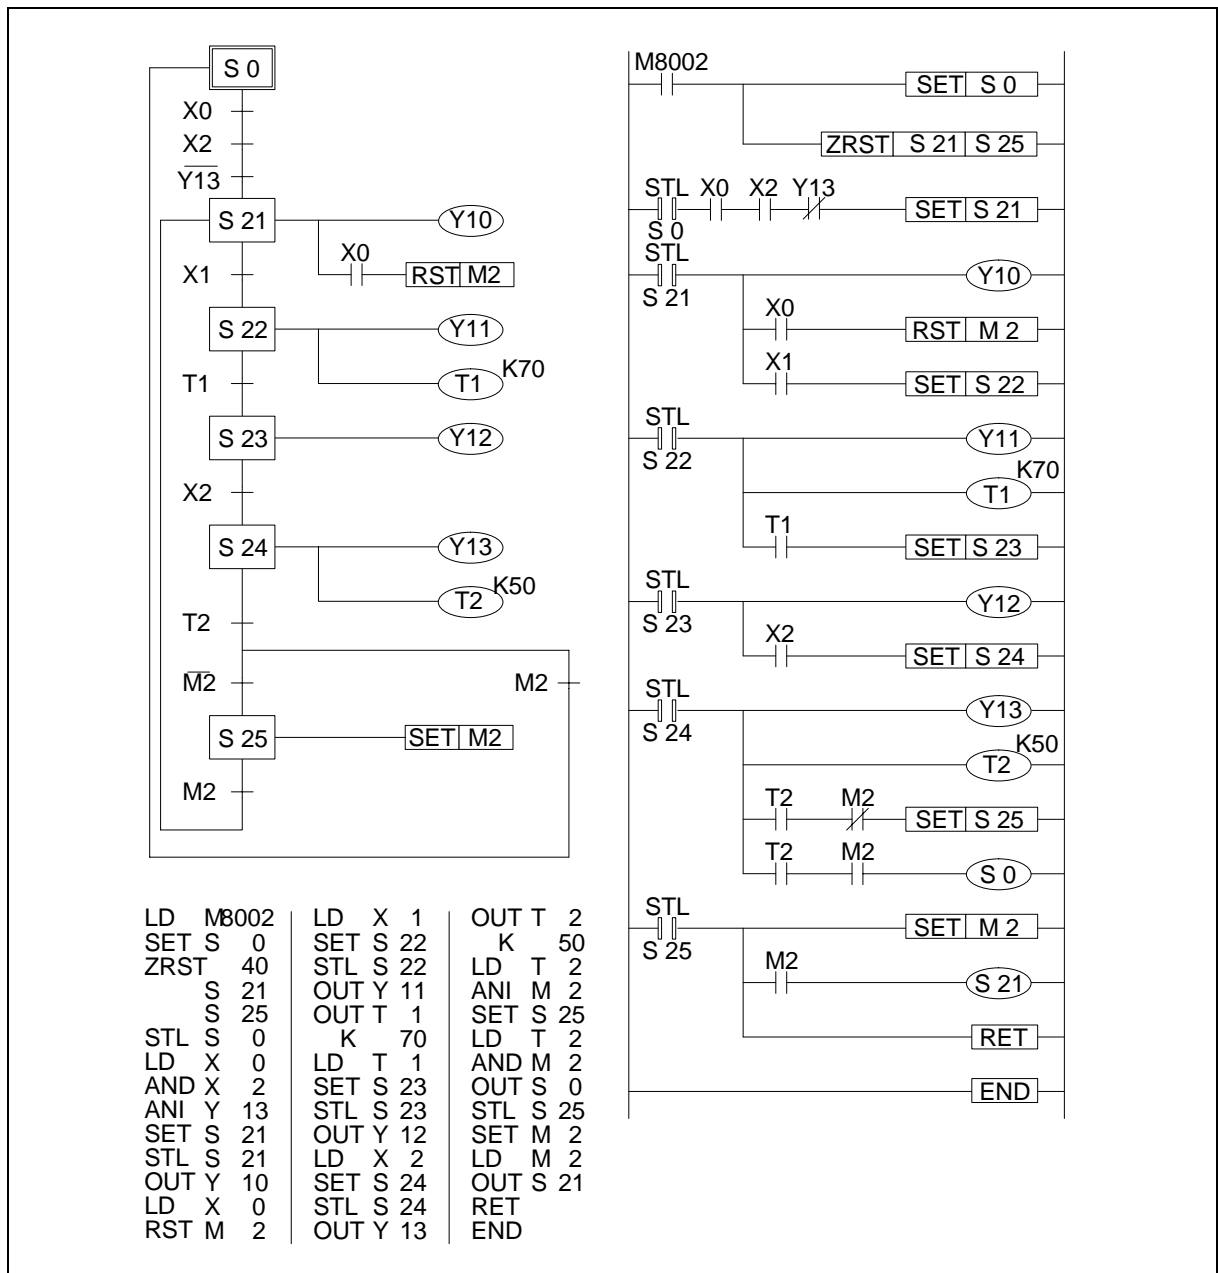 S 0
X0
X2
Y13
S 21
Y10
X0
RST M2
X1
S 22
Y11
T1 K70
T1
S 23
Y12
X2
S 24
Y13
T2 K50
T2
M2
M2
S 25
SET M2
M2
M8002
SET S 0
ZRST S 21 S 25
STL X0 X2 Y13
S 0
SET S 21
STL
S 21
Y10
X0
RST M 2
X1
SET S 22
STL
S 22
Y11
K70
T1
T1
SET S 23
STL
S 23
Y12
X2
SET S 24
STL
S 24
Y13
K50
T2
T2 M2
SET S 25
T2 M2
S 0
STL
S 25
SET M 2
M2
S 21
RET
END
LD M8002
SET S 0
ZRST 40
S 21
S 25
STL S 0
LD X 0
AND X 2
ANI Y 13
SET S 21
STL S 21
OUT Y 10
LD X 0
RST M 2
LD X 1
SET S 22
STL S 22
OUT Y 11
OUT T 1
K 70
LD T 1
SET S 23
STL S 23
OUT Y 12
LD X 2
SET S 24
STL S 24
OUT Y 13
OUT T 2
K 50
LD T 2
ANI M 2
SET S 25
LD T 2
AND M 2
OUT S 0
STL S 25
SET M 2
LD M 2
OUT S 21
RET
END